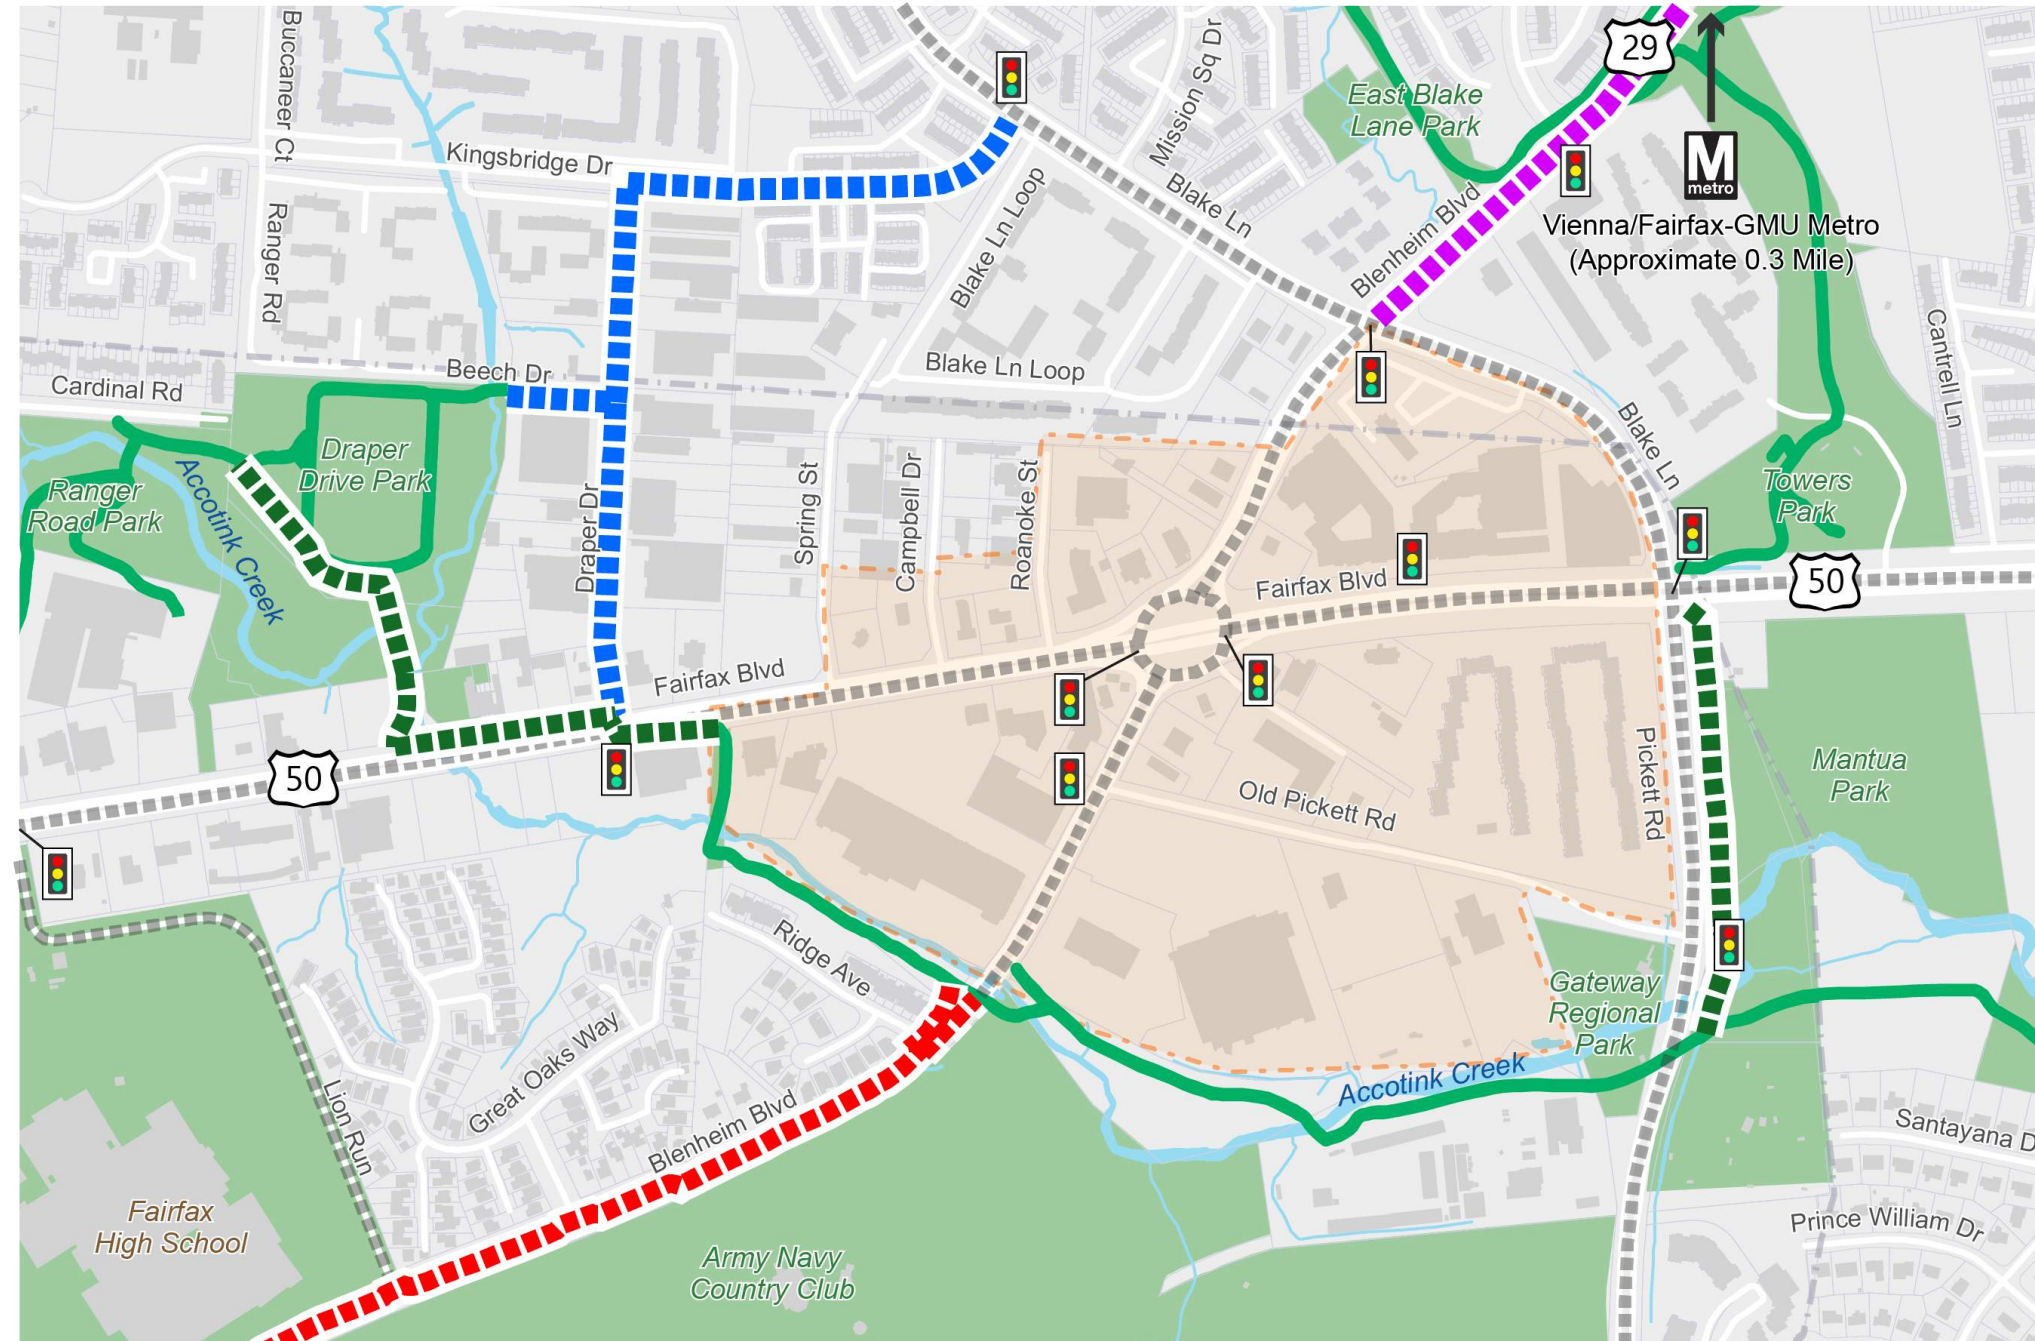 Buccaneer Ct
Mission Sq Dr
29
East Blake
Lane Park
Kingsbridge Dr
M
metro
Vienna/Fairfax-GMU Metro
(Approximate 0.3 Mile)
Ranger Rd
Blake Ln Loop
Blake Ln
Blenheim Blvd
Cantrell Ln
Cardinal Rd
Beech Dr
Blake Ln Loop
Blake Ln
Draper
Drive Park
Ranger
Road Park
Accotink Creek
Draper Dr
Spring St
Campbell Dr
Roanoke St
Towers
Park
Fairfax Blvd
50
Fairfax Blvd
50
Old Pickett Rd
Pickett Rd
Mantua
Park
Ridge Ave
Gateway
Regional
Park
Great Oaks Way
Lion Run
Blenheim Blvd
Accotink Creek
Santayana D
Fairfax
High School
Army Navy
Country Club
Prince William Dr